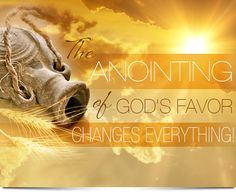 The
ANOINTING
of GOD'S FAVOR
CHANGES EVERYTHING!